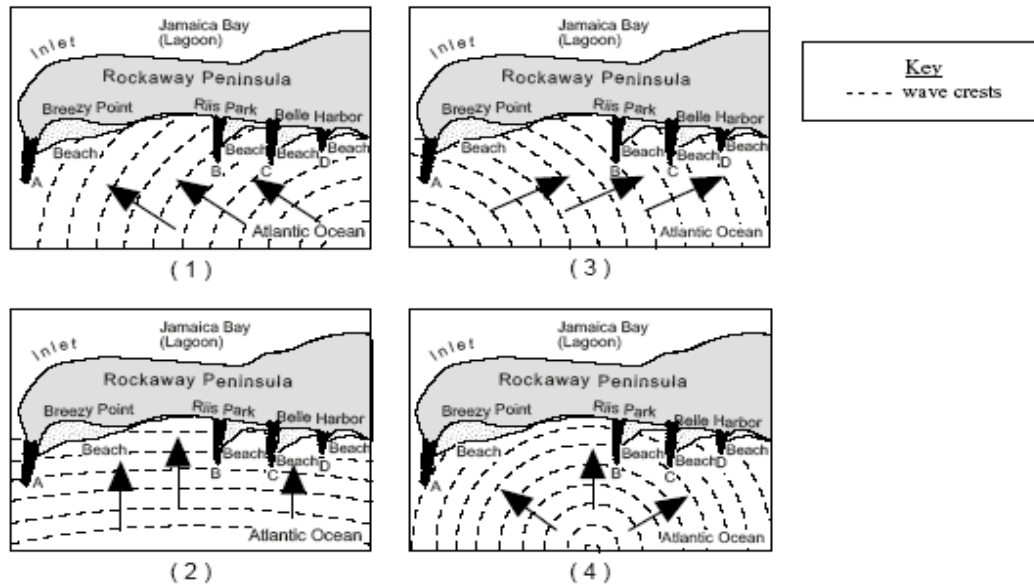 Jamaica Bay
(Lagoon)
Inlet
Rockaway Peninsula
Breezy Point
Riis Park
Belle Harbor
Beach
Beach
Beach
Beach
A
B
C
D
Atlantic Ocean
(1)
Jamaica Bay
(Lagoon)
Inlet
Rockaway Peninsula
Breezy Point
Riis Park
Belle Harbor
Beach
Beach
Beach
Beach
A
B
C
D
Atlantic Ocean
(3)
Key
---- wave crests
Jamaica Bay
(Lagoon)
Inlet
Rockaway Peninsula
Breezy Point
Riis Park
Belle Harbor
Beach
Beach
Beach
Beach
A
B
C
D
Atlantic Ocean
(2)
Jamaica Bay
(Lagoon)
Inlet
Rockaway Peninsula
Breezy Point
Riis Park
Belle Harbor
Beach
Beach
Beach
Beach
A
B
C
D
Atlantic Ocean
(4)